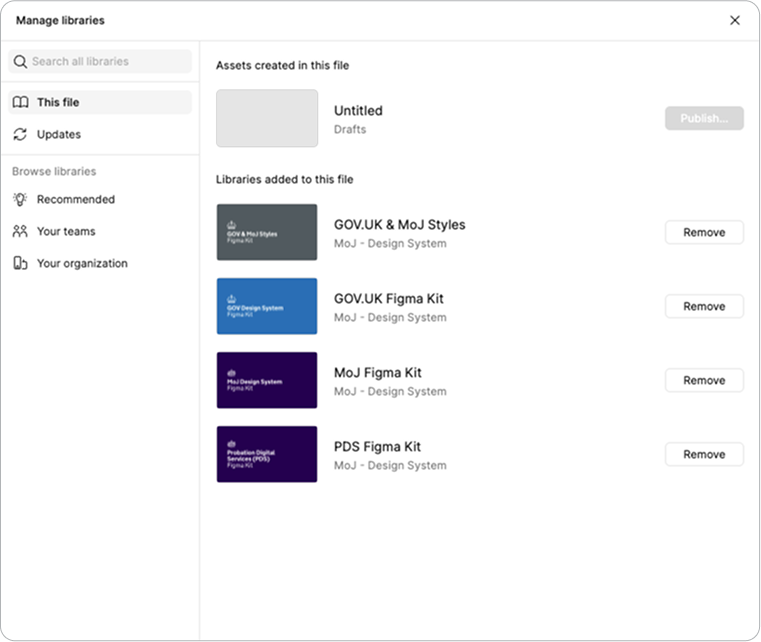 Manage libraries
Search all libraries
This file
Updates
Browse libraries
Recommended
Your teams
Your organization
Assets created in this file
Untitled
Drafts
Publish...
Libraries added to this file
GOV & MoJ Styles
Figma Kit
GOV.UK & MoJ Styles
MoJ - Design System
Remove
GOV Design System
Figma Kit
GOV.UK Figma Kit
MoJ - Design System
Remove
MoJ Design System
Figma Kit
MoJ Figma Kit
MoJ - Design System
Remove
Probation Digital
Services (PDS)
Figma Kit
PDS Figma Kit
MoJ - Design System
Remove